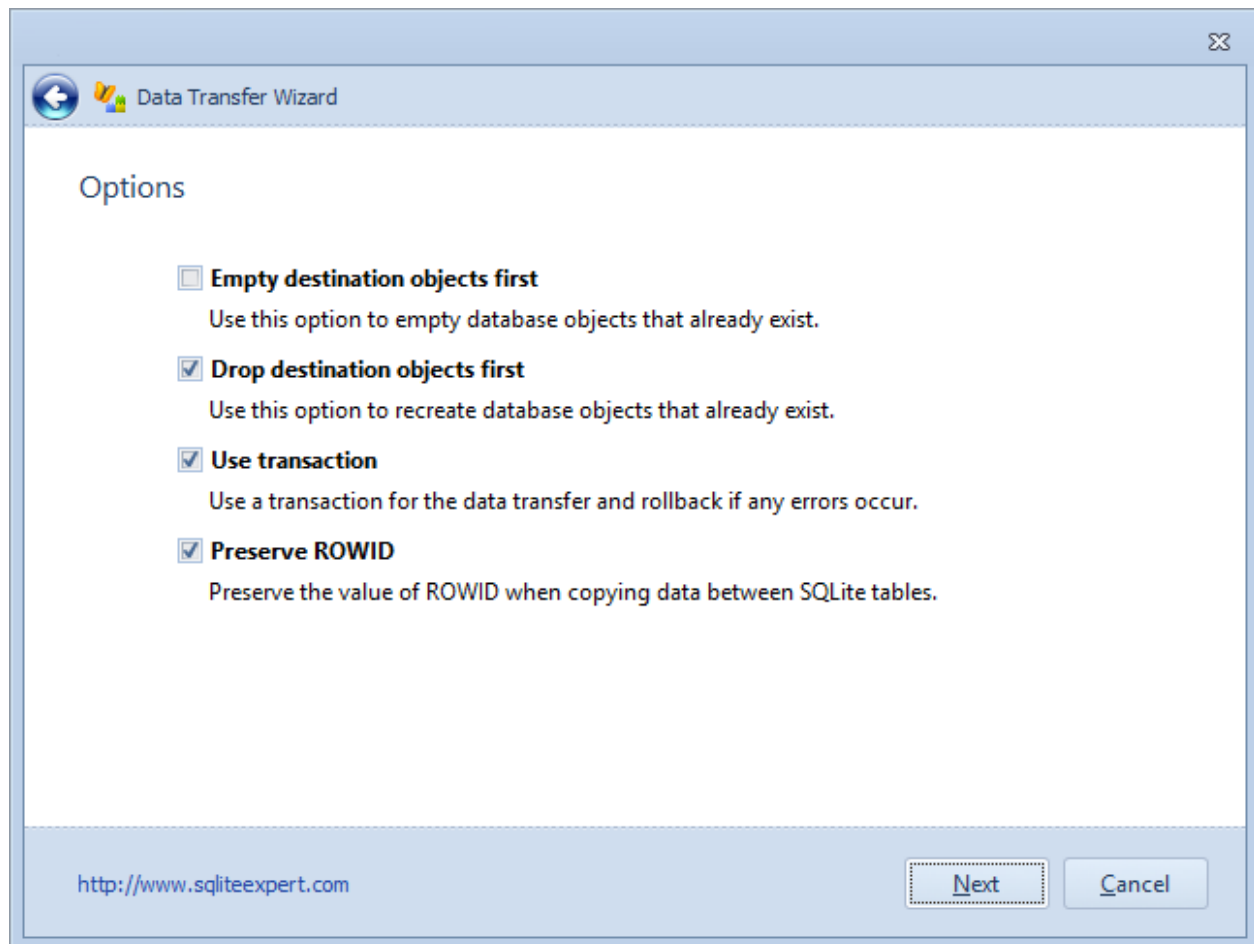 Data Transfer Wizard
Options
Empty destination objects first
Use this option to empty database objects that already exist.
Drop destination objects first
Use this option to recreate database objects that already exist.
Use transaction
Use a transaction for the data transfer and rollback if any errors occur.
Preserve ROWID
Preserve the value of ROWID when copying data between SQLite tables.
http://www.sqliteexpert.com
Next
Cancel